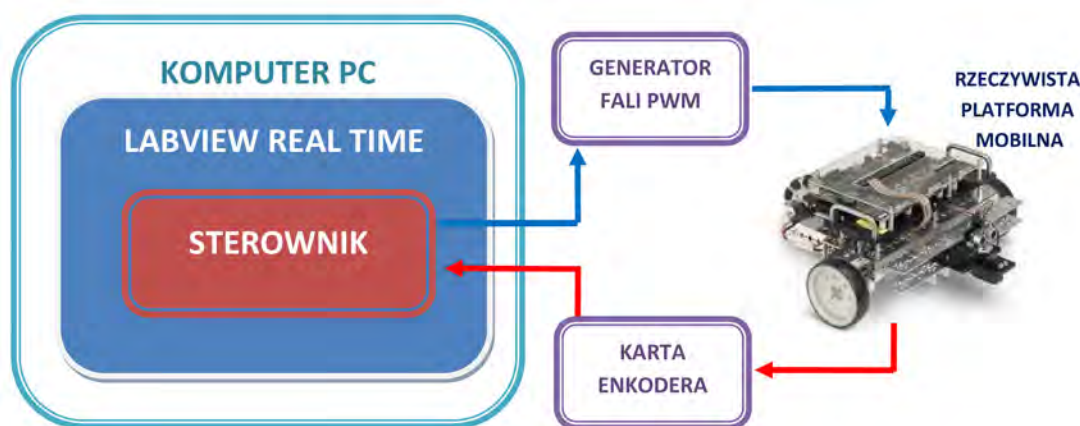 KOMPUTER PC
LABVIEW REAL TIME
STEROWNIK
GENERATOR
FALI PWM
RZECZYWISTA
PLATFORMA
MOBILNA
KARTA
ENKODERA